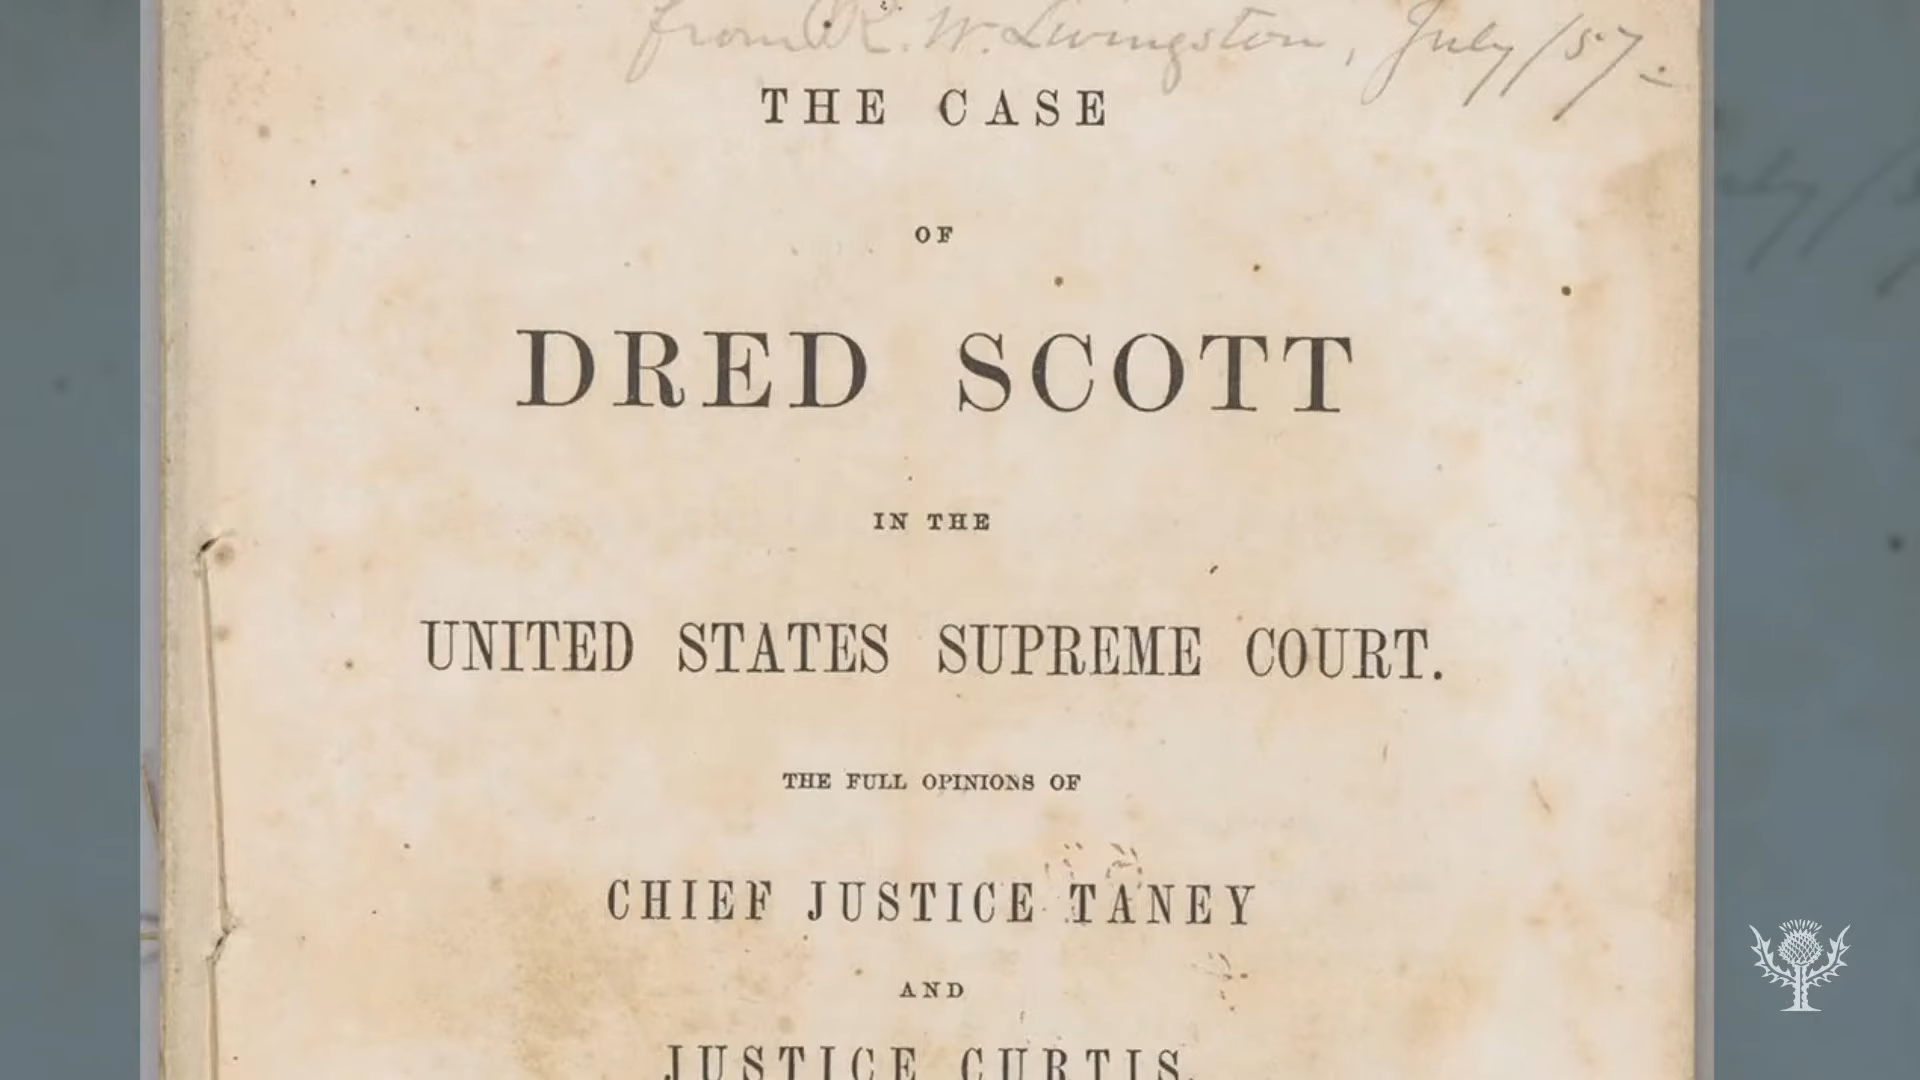 from R. W. Livingston, July/57.
THE CASE
OF
DRED SCOTT
IN THE
UNITED STATES SUPREME COURT.
THE FULL OPINIONS OF
CHIEF JUSTICE TANEY
AND
JUSTICE CURTIS.